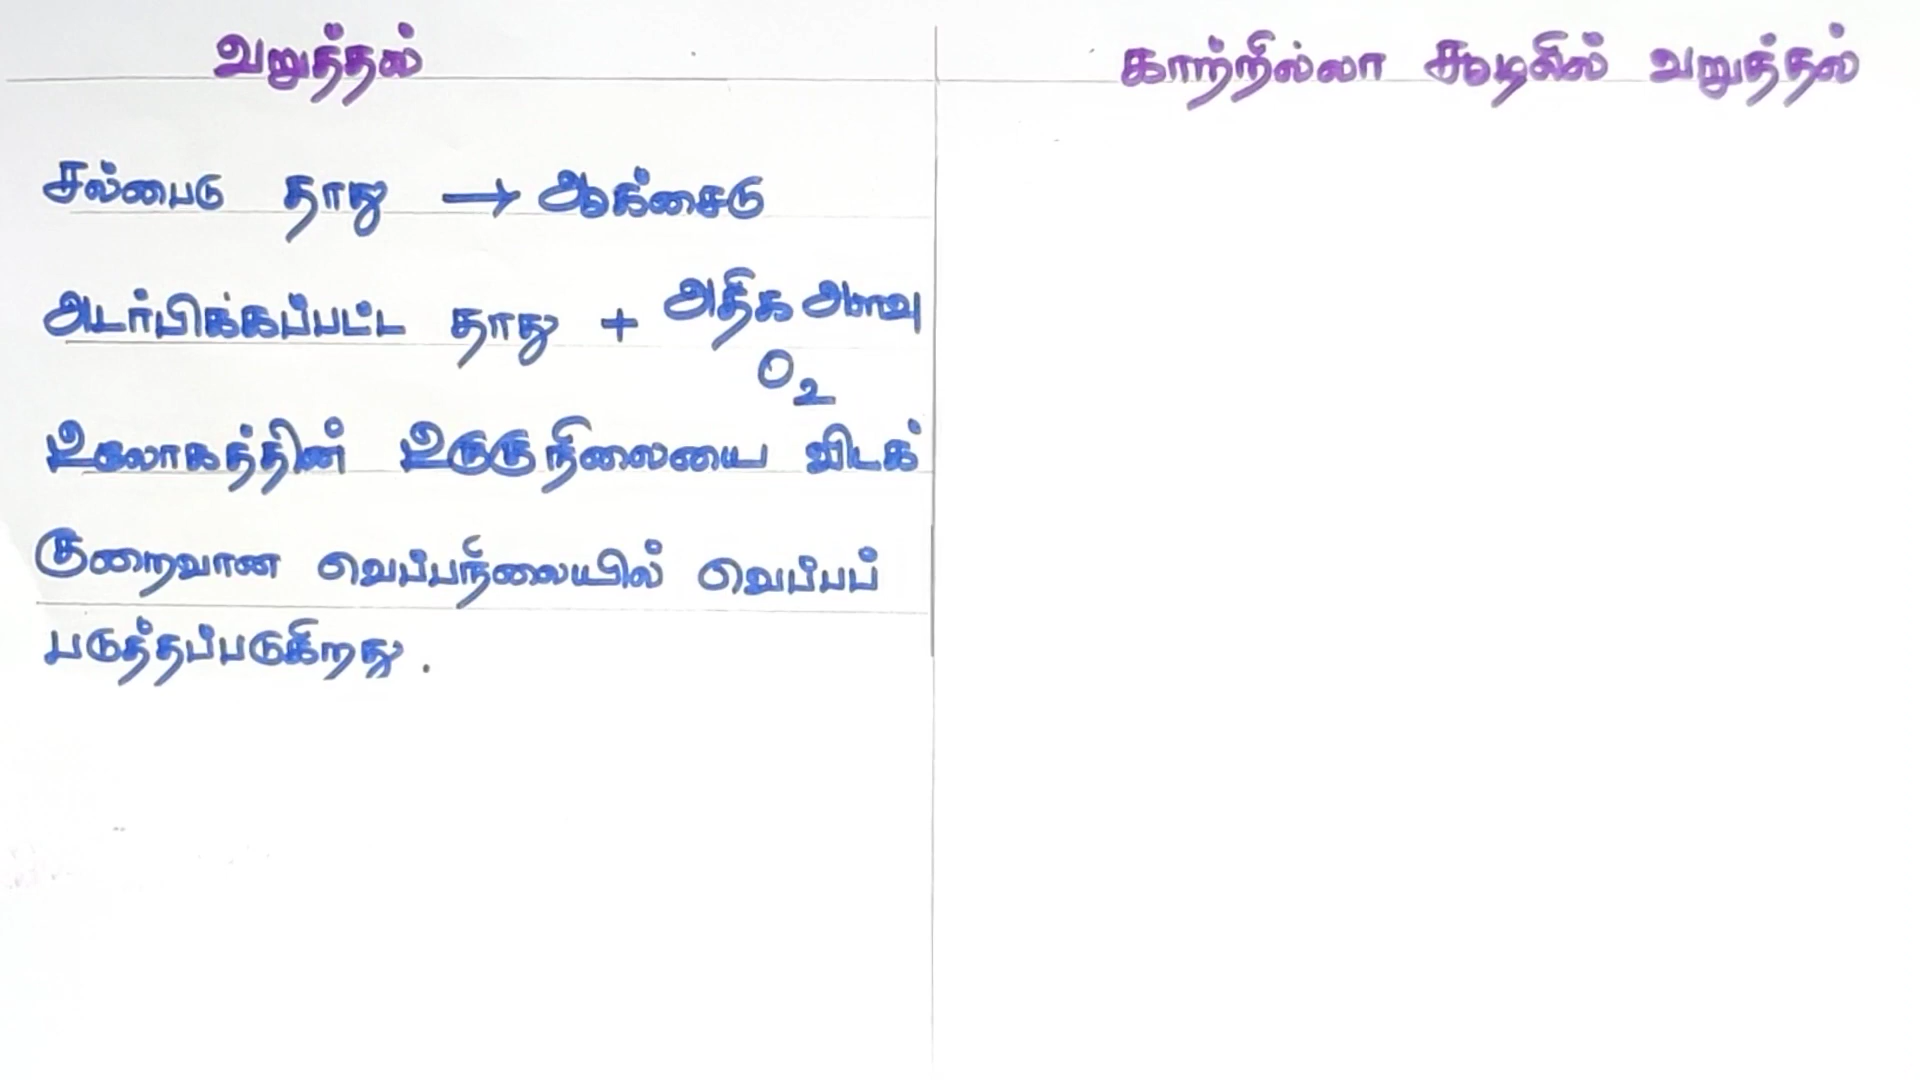 வறுத்தல்
காற்றில்லா சூழலில் வறுத்தல்
சல்பைடு தாது → ஆக்சைடு
அடர்பிக்கப்பட்ட தாது + அதிக அளவு
O₂
உலோகத்தின் உருகுநிலையை விடக்
குறைவான வெப்பநிலையில் வெப்பப்
படுத்தப்படுகிறது.